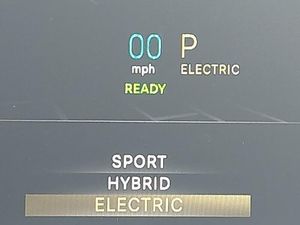 00 P
mph ELECTRIC
READY
SPORT
HYBRID
ELECTRIC